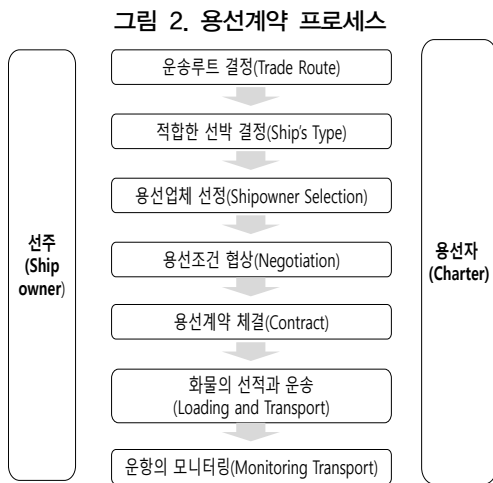 그림 2. 용선계약 프로세스
운송루트 결정(Trade Route)
적합한 선박 결정(Ship's Type)
용선업체 선정(Shipowner Selection)
선주
(Ship
owner)
용선조건 협상(Negotiation)
용선자
(Charter)
용선계약 체결(Contract)
화물의 선적과 운송
(Loading and Transport)
운항의 모니터링(Monitoring Transport)